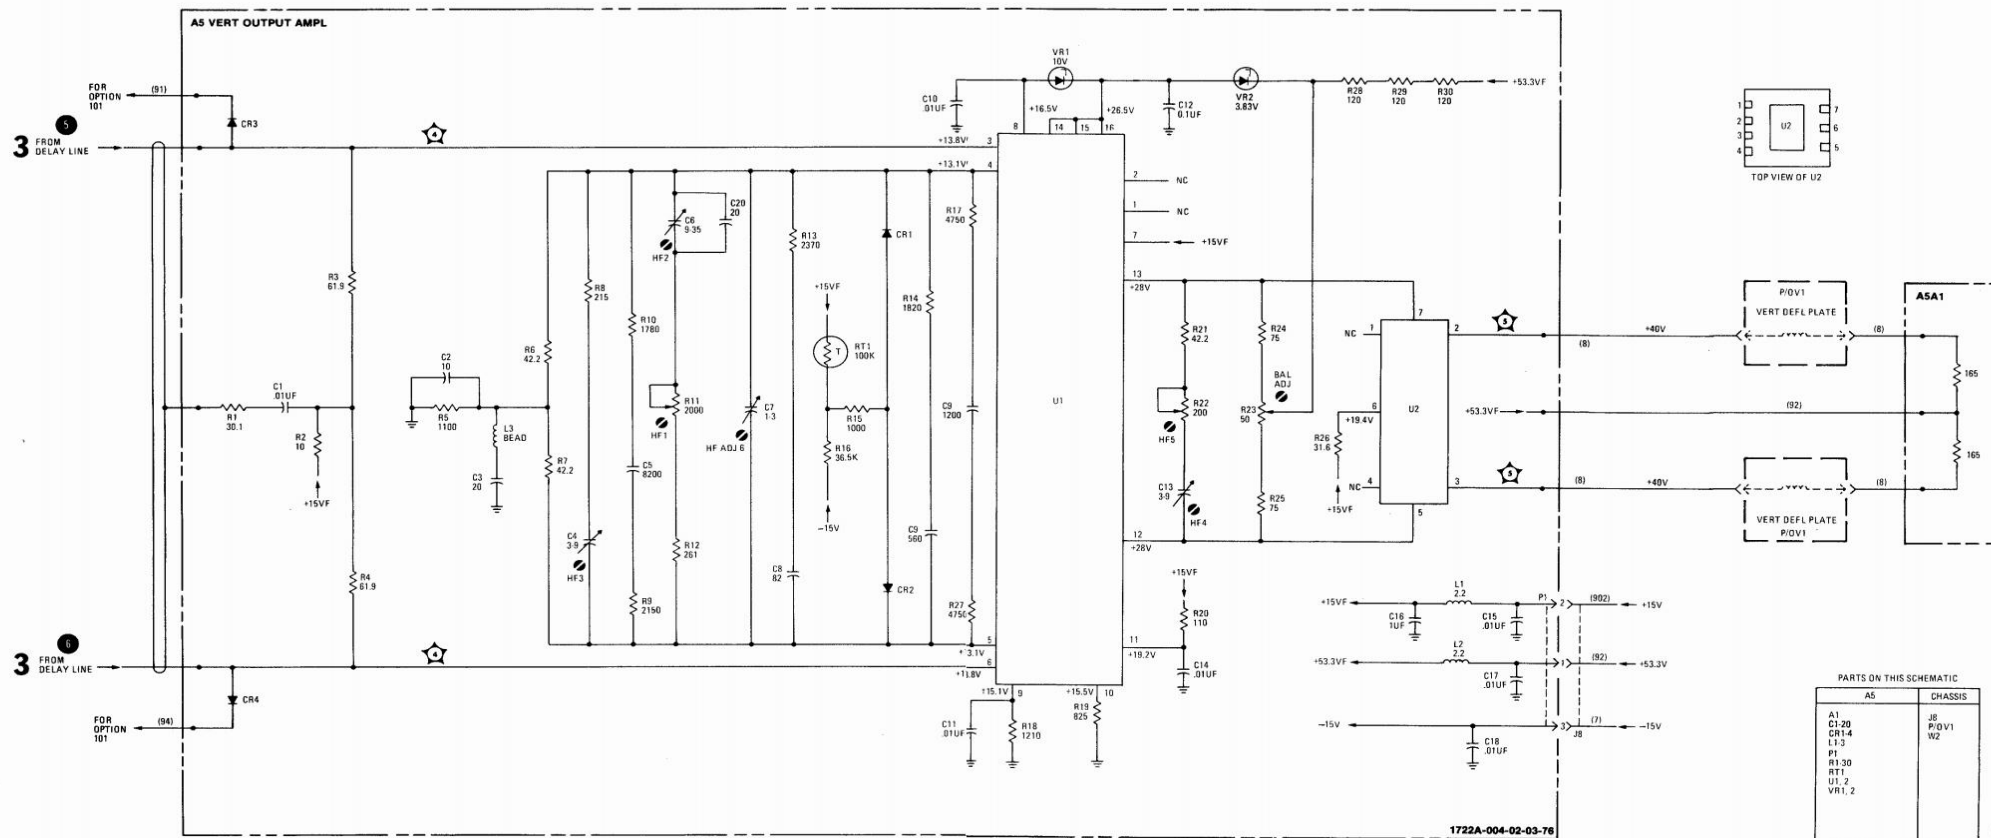 A5 VERT OUTPUT AMPL
FOR
OPTION
101
(91)
CR3
5
3 FROM
DELAY LINE
4
R3
61.9
R1
30.1
C1
.01UF
R2
10
+15VF
R4
61.9
6
3 FROM
DELAY LINE
4
CR4
FOR
OPTION
101
(94)
C2
10
R5
1100
L3
BEAD
C3
20
R6
42.2
R7
42.2
R8
215
C4
3-9
HF3
R10
1780
C5
8200
R9
2150
C6
9-35
HF2
C20
20
R11
2000
HF1
R12
261
C7
1-3
HF ADJ 6
R13
2370
C8
82
+15VF
T
RT1
100K
R15
1000
R16
36.5K
-15V
CR1
CR2
R14
1820
C9
560
R17
4750
C9
1200
R27
4750
C10
.01UF
VR1
10V
+16.5V
+26.5V
8
14
15
16
C12
0.1UF
VR2
3.83V
R28
120
R29
120
R30
120
+53.3VF
+13.8V
3
+13.1V
4
2
NC
1
NC
7
+15VF
13
+28V
U1
12
+28V
5
6
+15.1V
9
+15.5V
10
11
+19.2V
C11
.01UF
R18
1210
R19
825
+15VF
R20
110
C14
.01UF
R21
42.2
R22
200
HF5
C13
3-9
HF4
R24
75
R23
50
BAL
ADJ
R25
75
NC
1
7
2
6
+19.4V
U2
R26
31.6
+15VF
NC
4
3
5
5
(8)
+40V
+53.3VF
(92)
5
(8)
+40V
P/OV1
VERT DEFL PLATE
(8)
VERT DEFL PLATE
P/OV1
(8)
A5A1
165
165
1
2
3
4
U2
7
6
5
TOP VIEW OF U2
+15VF
C16
1UF
L1
2.2
C15
.01UF
P1
2
(902)
+15V
+53.3VF
L2
2.2
C17
.01UF
1
(92)
+53.3V
-15V
C18
.01UF
3
J8
(7)
-15V
PARTS ON THIS SCHEMATIC
A5
CHASSIS
A1
C1-20
CR1-4
L1-3
P1
R1-30
RT1
U1, 2
VR1, 2
J8
P/OV1
W2
1722A-004-02-03-76